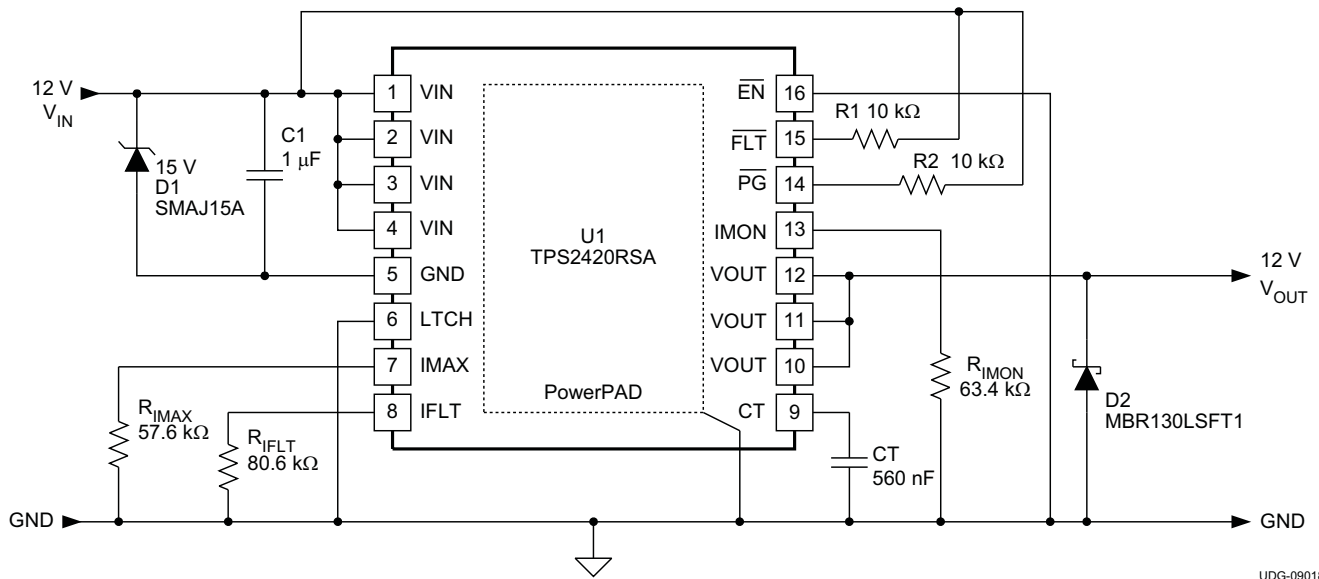 12 V
V_IN
15 V
D1
SMAJ15A
C1
1 μF
1 VIN
2 VIN
3 VIN
4 VIN
5 GND
6 LTCH
7 IMAX
8 IFLT
R_IMAX
57.6 kΩ
R_IFLT
80.6 kΩ
GND
U1
TPS2420RSA
PowerPAD
EN 16
FLT 15
PG 14
IMON 13
VOUT 12
VOUT 11
VOUT 10
CT 9
R1 10 kΩ
R2 10 kΩ
R_IMON
63.4 kΩ
CT
560 nF
D2
MBR130LSFT1
12 V
V_OUT
GND
UDG-09018